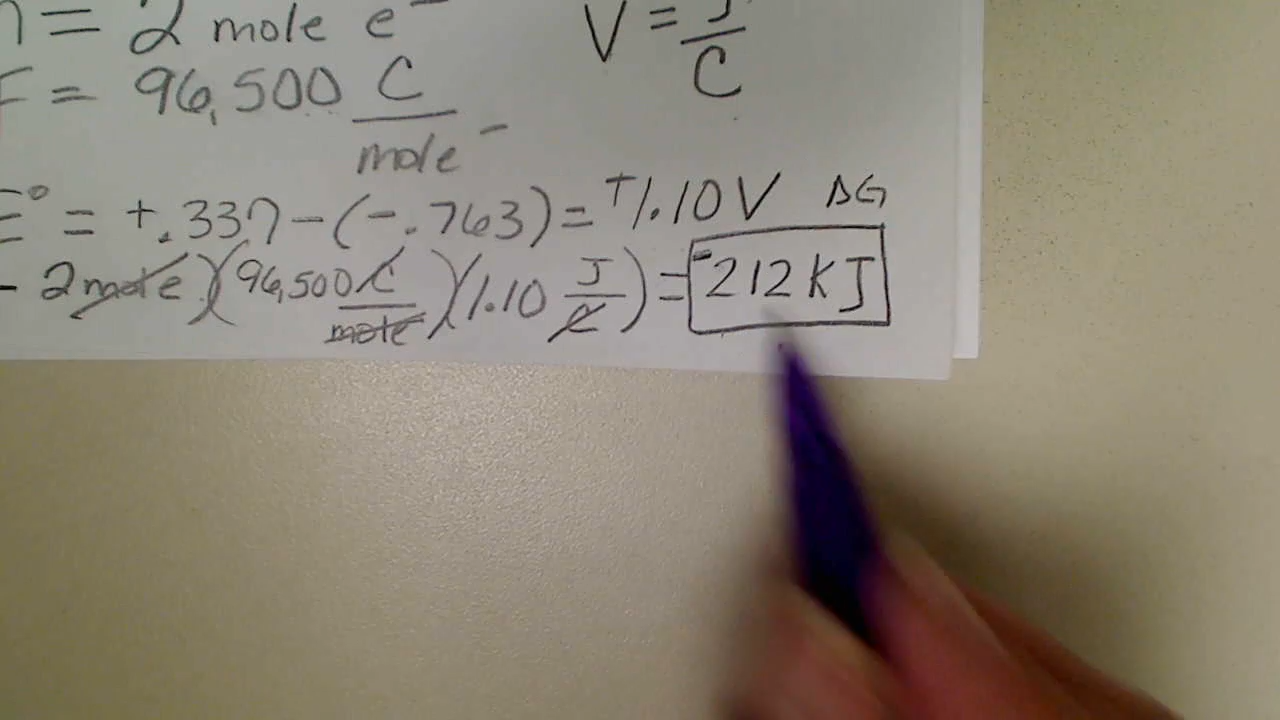 n = 2 mole e⁻ V = J/C
F = 96,500 C/mole⁻
E° = +.337 - (-.763) = +1.10 V ΔG
- 2 mole)(96,500 C/mole)(1.10 J/C) = -212 kJ